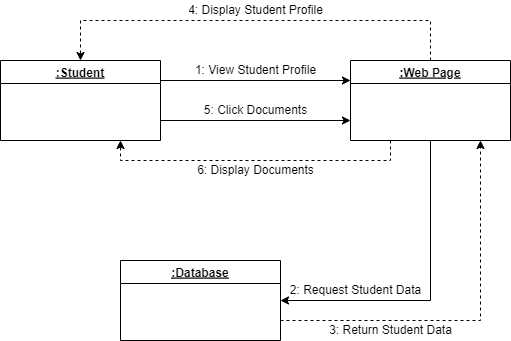 4: Display Student Profile
:Student
:Web Page
1: View Student Profile
5: Click Documents
6: Display Documents
:Database
2: Request Student Data
3: Return Student Data